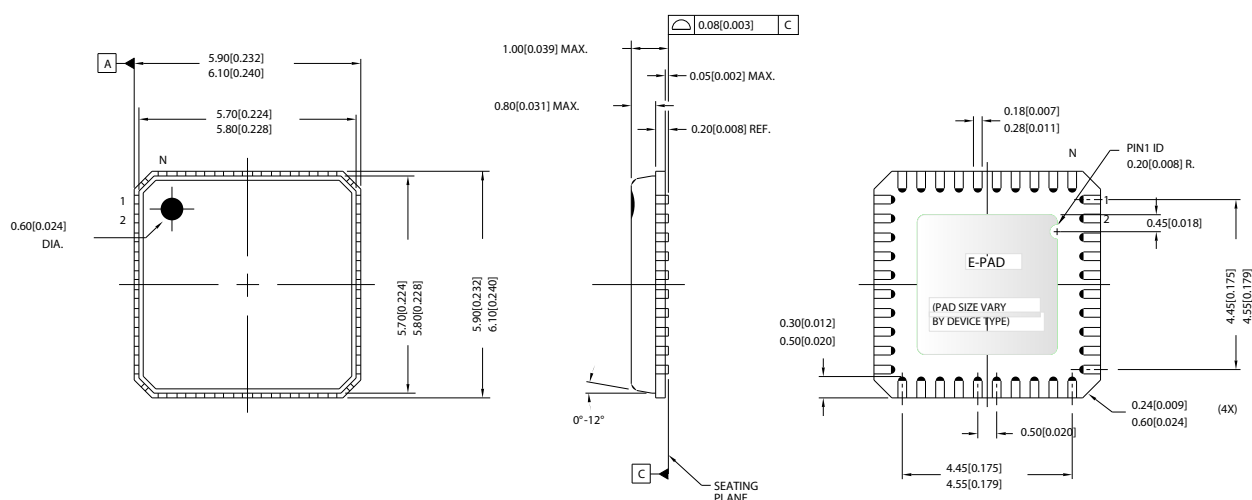 A
5.90[0.232]
6.10[0.240]
5.70[0.224]
5.80[0.228]
N
1
2
0.60[0.024]
DIA.
5.70[0.224]
5.80[0.228]
5.90[0.232]
6.10[0.240]
0.08[0.003] C
1.00[0.039] MAX.
0.05[0.002] MAX.
0.80[0.031] MAX.
0.20[0.008] REF.
0°-12°
C
SEATING
PLANE
0.18[0.007]
0.28[0.011]
N
PIN1 ID
0.20[0.008] R.
1
2
0.45[0.018]
E-PAD
(PAD SIZE VARY
BY DEVICE TYPE)
4.45[0.175]
4.55[0.179]
0.30[0.012]
0.50[0.020]
0.24[0.009]
0.60[0.024]
(4X)
0.50[0.020]
4.45[0.175]
4.55[0.179]